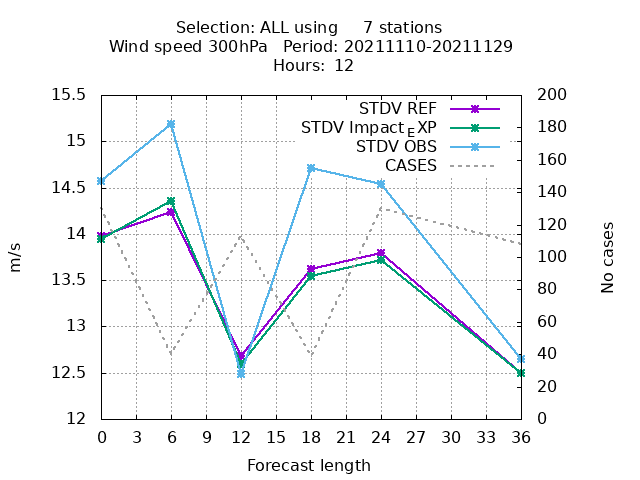 Selection: ALL using     7 stations
Wind speed 300hPa   Period: 20211110-20211129
Hours: 12
STDV REF
STDV Impact_EXP
STDV OBS
CASES
15.5
15
14.5
14
13.5
13
12.5
12
200
180
160
140
120
100
80
60
40
20
0
m/s
No cases
0 3 6 9 12 15 18 21 24 27 30 33 36
Forecast length